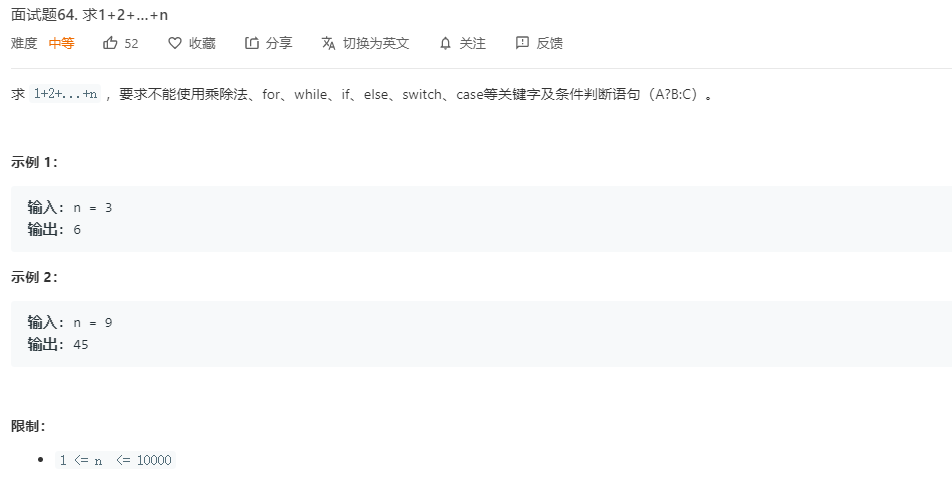 面试题64. 求1+2+…+n
难度 中等 52 收藏 分享 切换为英文 关注 反馈
求 1+2+...+n ，要求不能使用乘除法、for、while、if、else、switch、case等关键字及条件判断语句（A?B:C）。
示例 1：
输入: n = 3
输出: 6
示例 2：
输入: n = 9
输出: 45
限制：
1 <= n <= 10000